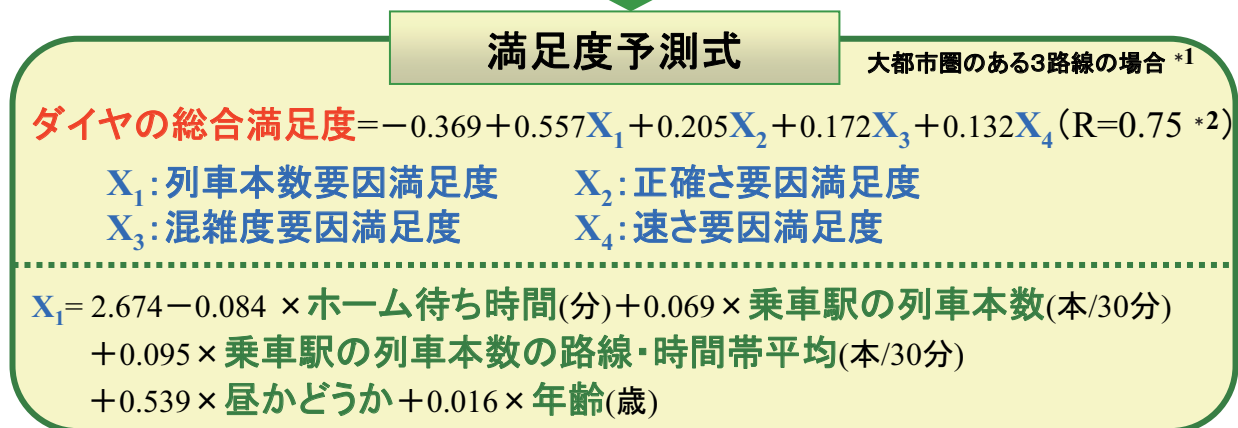 満足度予測式
大都市圏のある3路線の場合 *1
ダイヤの総合満足度=－0.369＋0.557X1＋0.205X2＋0.172X3＋0.132X4（R=0.75 *2）
X1：列車本数要因満足度 X2：正確さ要因満足度
X3：混雑度要因満足度 X4：速さ要因満足度
X1= 2.674－0.084 ×ホーム待ち時間(分)＋0.069×乗車駅の列車本数(本/30分)
＋0.095×乗車駅の列車本数の路線・時間帯平均(本/30分)
＋0.539×昼かどうか＋0.016×年齢(歳)